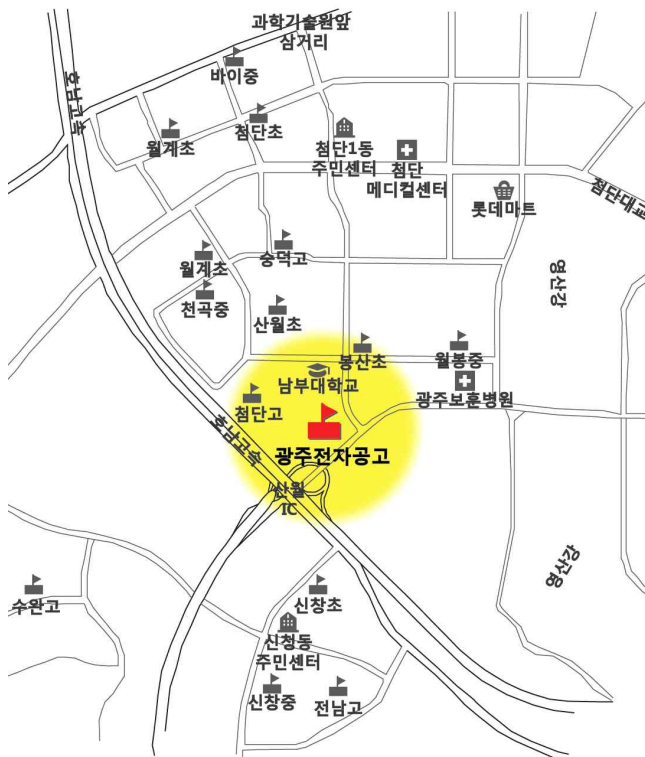 과학기술원앞
삼거리
바이중
호남고속
첨단초
월계초
첨단1동
주민센터
첨단
메디컬센터
롯데마트
첨단대교
숭덕고
월계초
영산강
천곡중
산월초
봉산초
월봉중
남부대학교
광주보훈병원
첨단고
호남고속
광주전자공고
산월
IC
영산강
수완고
신창초
신청동
주민센터
신창중
전남고